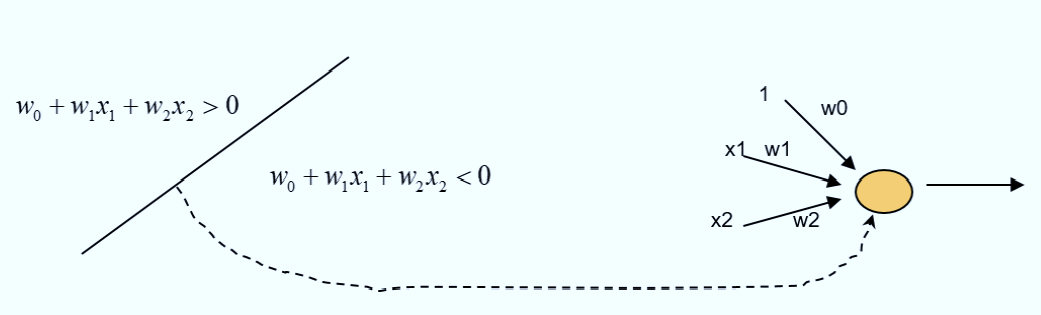 w₀ + w₁x₁ + w₂x₂ > 0
w₀ + w₁x₁ + w₂x₂ < 0
1
w0
x1
w1
x2
w2